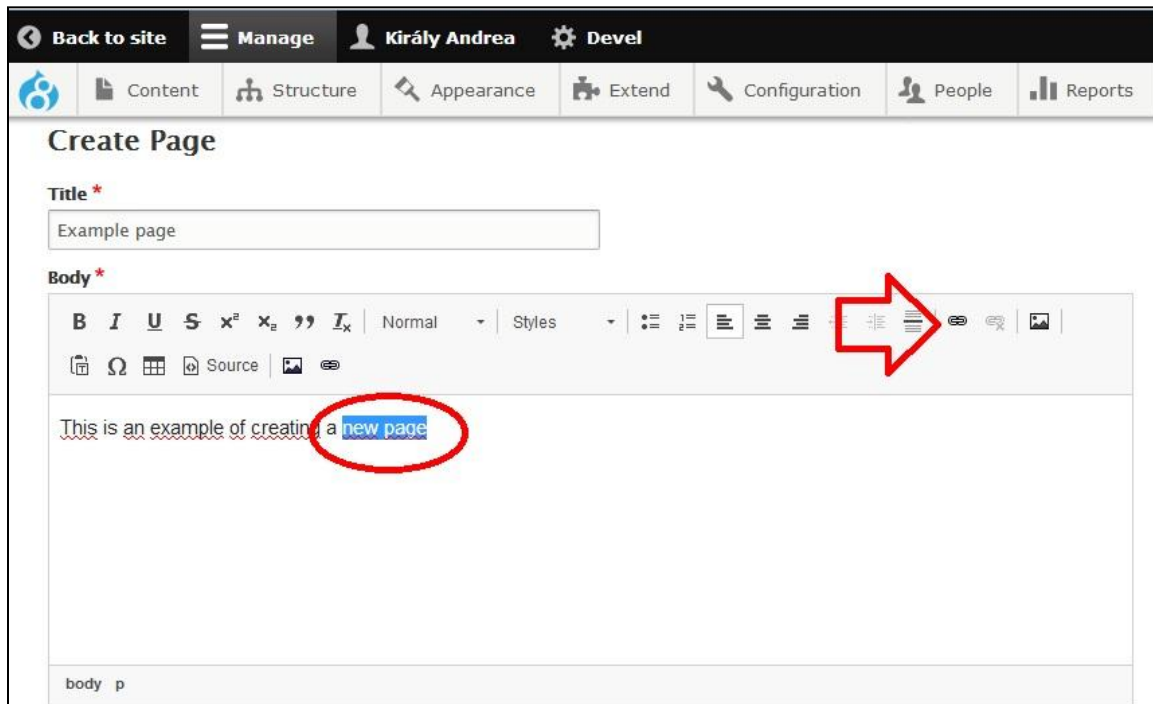 Back to site Manage Király Andrea Devel
Content Structure Appearance Extend Configuration People Reports
Create Page
Title *
Example page
Body *
B I U S x² x₂ ❞ Iₓ Normal Styles
Ω Source
This is an example of creating a new page
body p